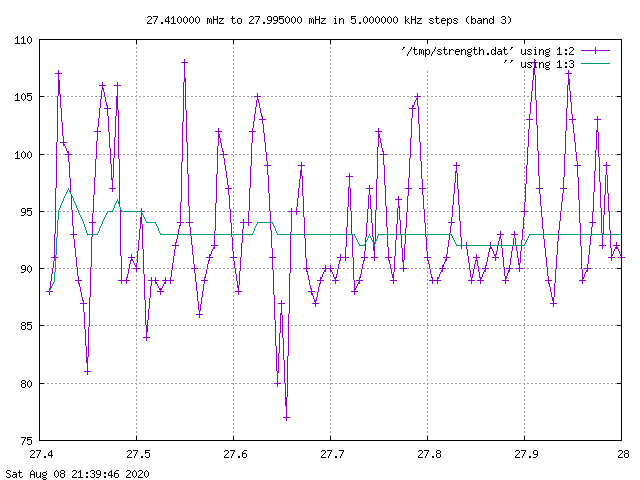 27.410000 mHz to 27.995000 mHz in 5.000000 kHz steps (band 3)
110
'/tmp/strength.dat' using 1:2
'' using 1:3
105
100
95
90
85
80
75
27.4 27.5 27.6 27.7 27.8 27.9 28
Sat Aug 08 21:39:46 2020